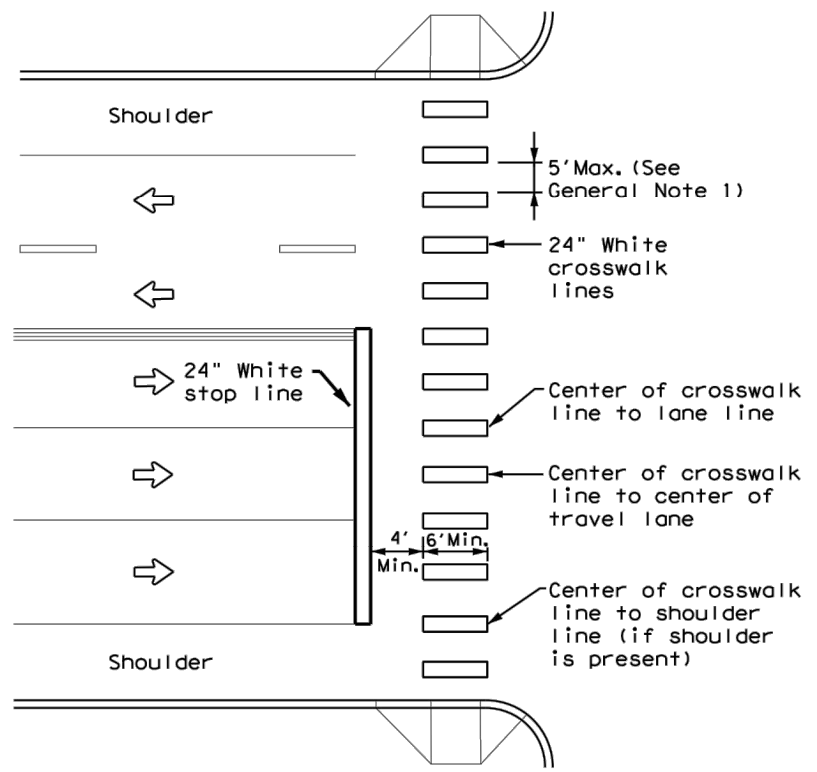 Shoulder
5'Max. (See
General Note 1)
24" White
crosswalk
lines
24" White
stop line
Center of crosswalk
line to lane line
Center of crosswalk
line to center of
travel lane
4'
Min.
6'Min.
Center of crosswalk
line to shoulder
line (if shoulder
is present)
Shoulder